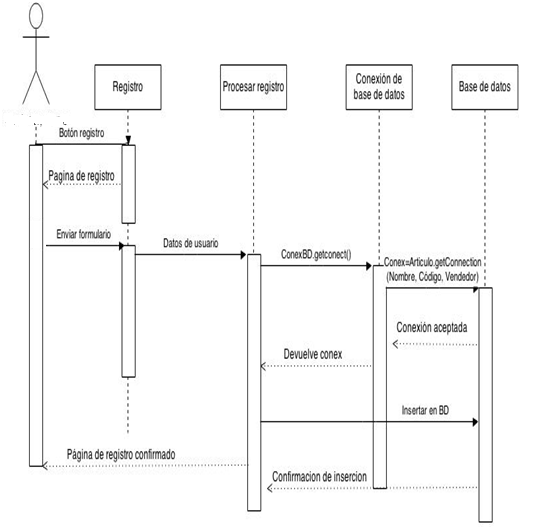 Registro
Procesar registro
Conexión de
base de datos
Base de datos
Botón registro
Pagina de registro
Enviar formulario
Datos de usuario
ConexBD.getconect()
Conex=Articulo.getConnection
(Nombre, Código, Vendedor)
Conexión aceptada
Devuelve conex
Insertar en BD
Página de registro confirmado
Confirmacion de insercion